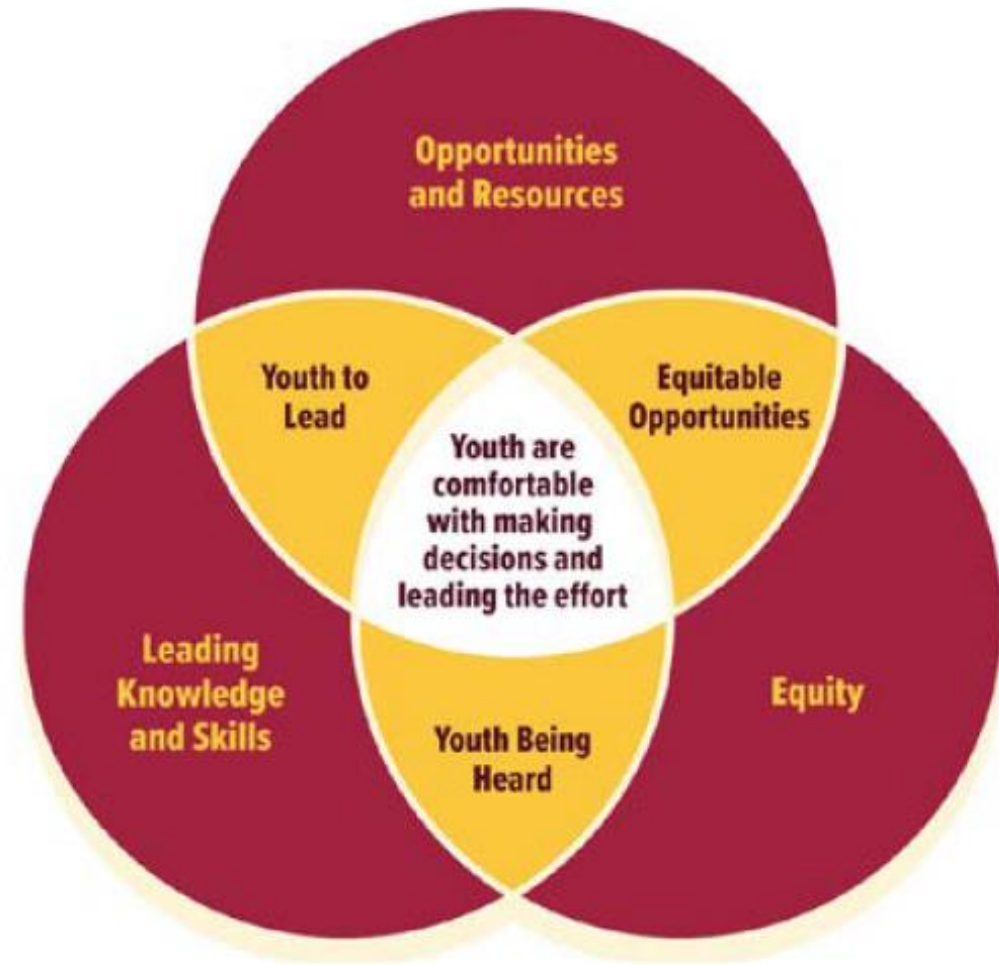 Opportunities
and Resources
Youth to
Lead
Equitable
Opportunities
Youth are
comfortable
with making
decisions and
leading the effort
Leading
Knowledge
and Skills
Equity
Youth Being
Heard